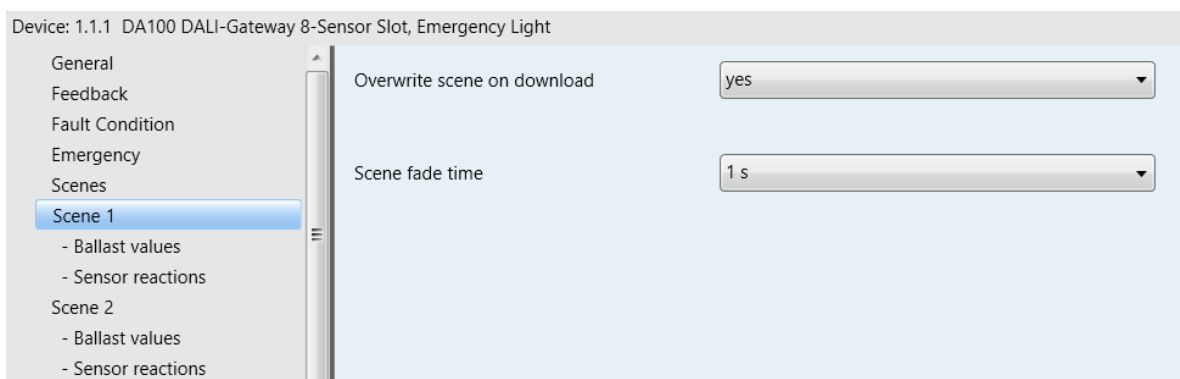 Device: 1.1.1 DA100 DALI-Gateway 8-Sensor Slot, Emergency Light
General
Feedback
Fault Condition
Emergency
Scenes
Scene 1
- Ballast values
- Sensor reactions
Scene 2
- Ballast values
- Sensor reactions
Overwrite scene on download yes
Scene fade time 1 s